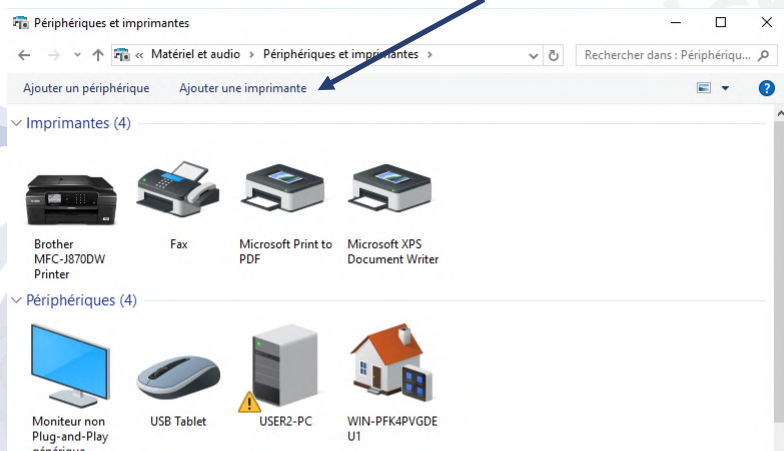 Périphériques et imprimantes
« Matériel et audio > Périphériques et imprimantes >
Rechercher dans : Périphériqu...
Ajouter un périphérique Ajouter une imprimante
?
Imprimantes (4)
Brother
MFC-J870DW
Printer
Fax
Microsoft Print to
PDF
Microsoft XPS
Document Writer
Périphériques (4)
Moniteur non
Plug-and-Play
générique
USB Tablet
USER2-PC
WIN-PFK4PVGDE
U1